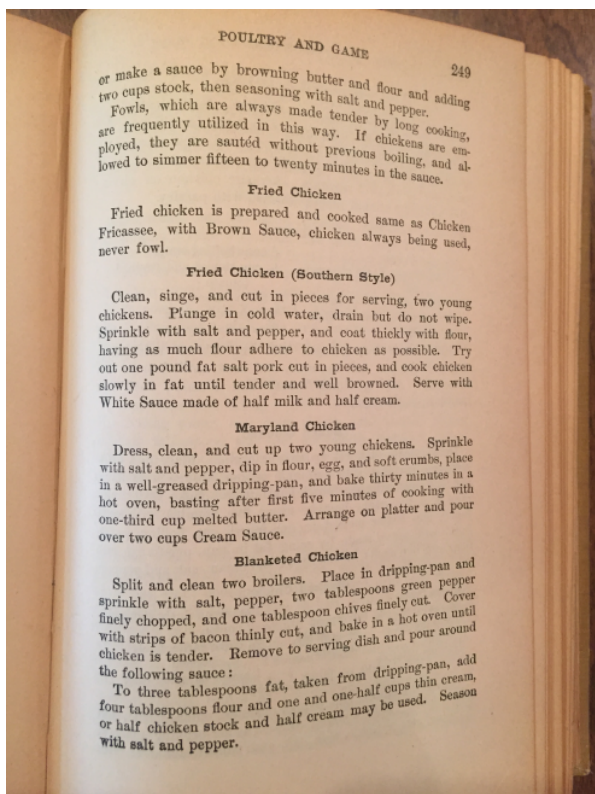 POULTRY AND GAME
249
or make a sauce by browning butter and flour and adding
two cups stock, then seasoning with salt and pepper.
Fowls, which are always made tender by long cooking,
are frequently utilized in this way. If chickens are em-
ployed, they are sautéd without previous boiling, and al-
lowed to simmer fifteen to twenty minutes in the sauce.
Fried Chicken
Fried chicken is prepared and cooked same as Chicken
Fricassee, with Brown Sauce, chicken always being used,
never fowl.
Fried Chicken (Southern Style)
Clean, singe, and cut in pieces for serving, two young
chickens. Plunge in cold water, drain but do not wipe.
Sprinkle with salt and pepper, and coat thickly with flour,
having as much flour adhere to chicken as possible. Try
out one pound fat salt pork cut in pieces, and cook chicken
slowly in fat until tender and well browned. Serve with
White Sauce made of half milk and half cream.
Maryland Chicken
Dress, clean, and cut up two young chickens. Sprinkle
with salt and pepper, dip in flour, egg, and soft crumbs, place
in a well-greased dripping-pan, and bake thirty minutes in a
hot oven, basting after first five minutes of cooking with
one-third cup melted butter. Arrange on platter and pour
over two cups Cream Sauce.
Blanketed Chicken
Split and clean two broilers. Place in dripping-pan and
sprinkle with salt, pepper, two tablespoons green pepper
finely chopped, and one tablespoon chives finely cut. Cover
with strips of bacon thinly cut, and bake in a hot oven until
chicken is tender. Remove to serving dish and pour around
the following sauce:
To three tablespoons fat, taken from dripping-pan, add
four tablespoons flour and one and one-half cups thin cream,
or half chicken stock and half cream may be used. Season
with salt and pepper.